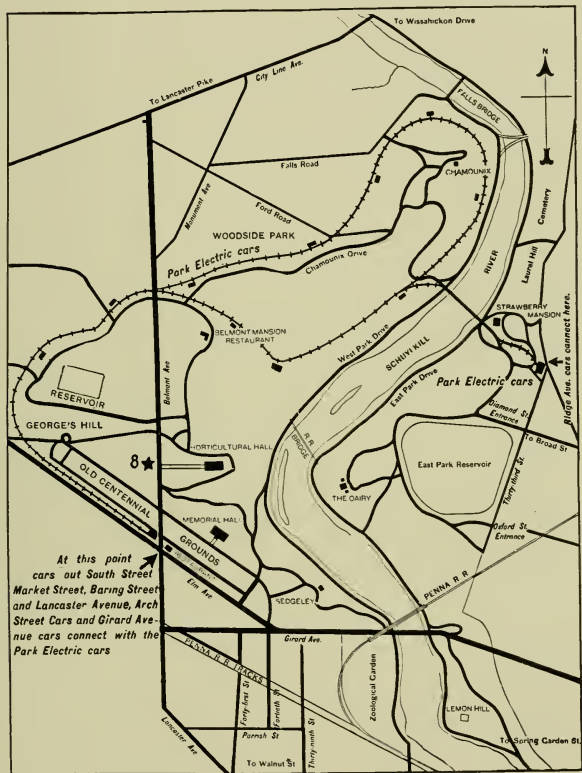 To Wissahickon Drive
City Line Ave.
To Lancaster Pike
N
FALLS BRIDGE
Falls Road
Monument Ave
Ford Road
CHAMOUNIX
Cemetery
Laurel Hill
WOODSIDE PARK
Park Electric cars
Chamounix Drive
RIVER
SCHUYLKILL
STRAWBERRY
MANSION
Ridge Ave. cars connect here.
West Park Drive
East Park Drive
Park Electric cars
BELMONT MANSION
RESTAURANT
Belmont Ave
RESERVOIR
GEORGE'S HILL
Diamond St.
Entrance
To Broad St
R.R.
BRIDGE
HORTICULTURAL HALL
8
East Park Reservoir
Thirty-third St.
THE DAIRY
OLD CENTENNIAL
GROUNDS
MEMORIAL HALL
Oxford St.
Entrance
Elm Ave
At this point
cars out South Street
Market Street, Baring Street
and Lancaster Avenue, Arch
Street Cars and Girard Ave-
nue cars connect with the
Park Electric cars
SEDGELEY
PENNA R R
Girard Ave.
PENNA R R TRACKS
Forty-first St
Fortieth St
Zoological Garden
LEMON HILL
Lancaster Ave
Parrish St
Thirty-ninth St
To Walnut St
To Spring Garden St.